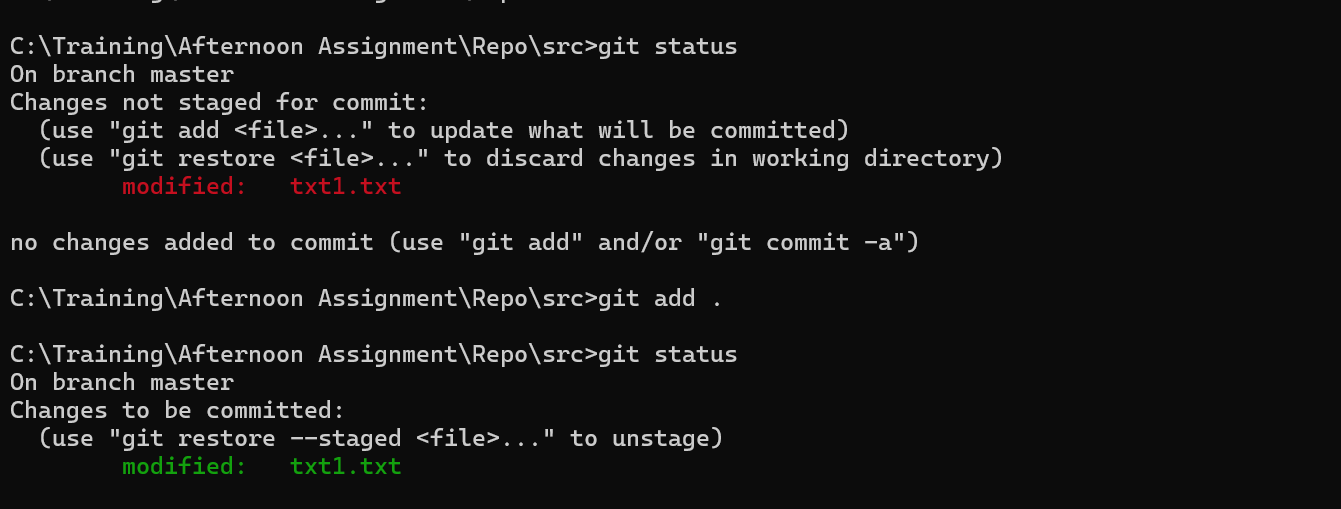 C:\Training\Afternoon Assignment\Repo\src>git status
On branch master
Changes not staged for commit:
  (use "git add <file>..." to update what will be committed)
  (use "git restore <file>..." to discard changes in working directory)
        modified:   txt1.txt

no changes added to commit (use "git add" and/or "git commit -a")

C:\Training\Afternoon Assignment\Repo\src>git add .

C:\Training\Afternoon Assignment\Repo\src>git status
On branch master
Changes to be committed:
  (use "git restore --staged <file>..." to unstage)
        modified:   txt1.txt